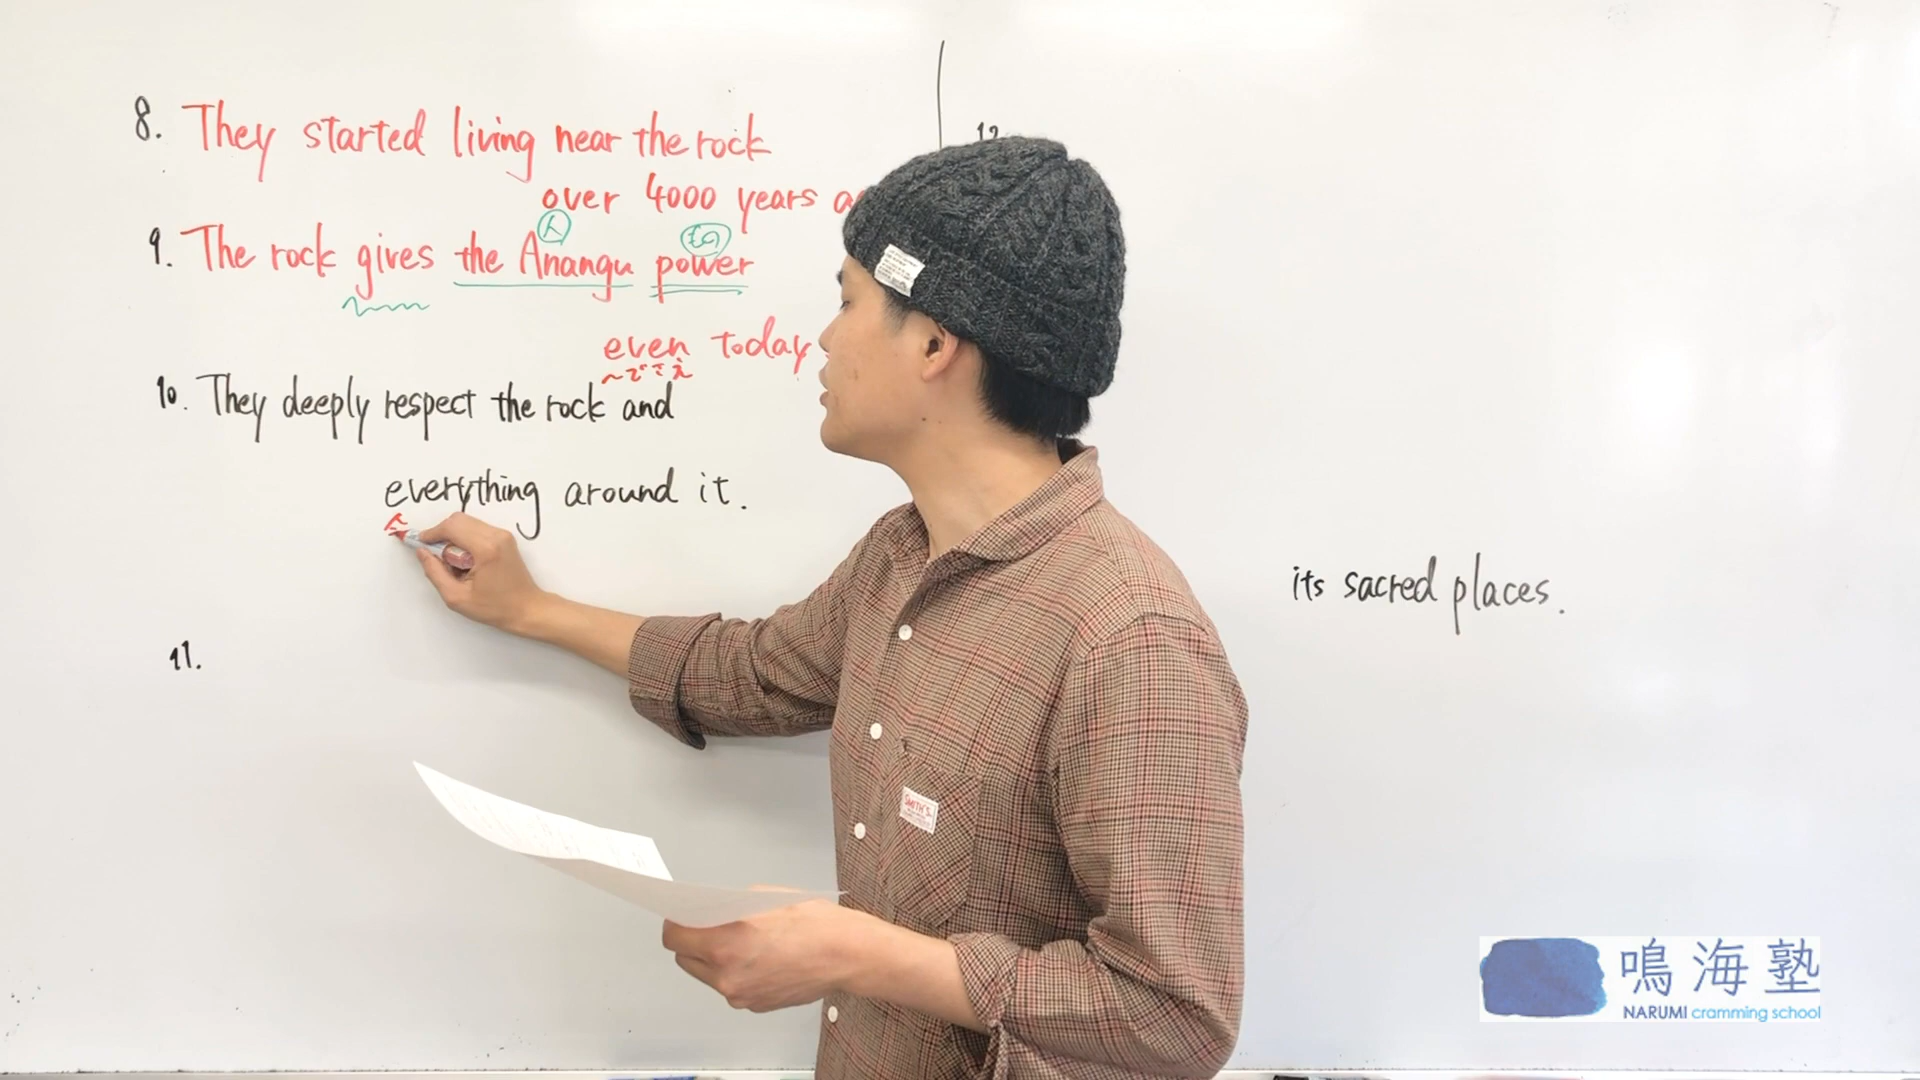 8. They started living near the rock
over 4000 years
人 もの
9. The rock gives the Anangu power
even today
〜でさえ
10. They deeply respect the rock and
everything around it.
11.
12
its sacred places.
SMITH'S
鳴海塾
NARUMI cramming school